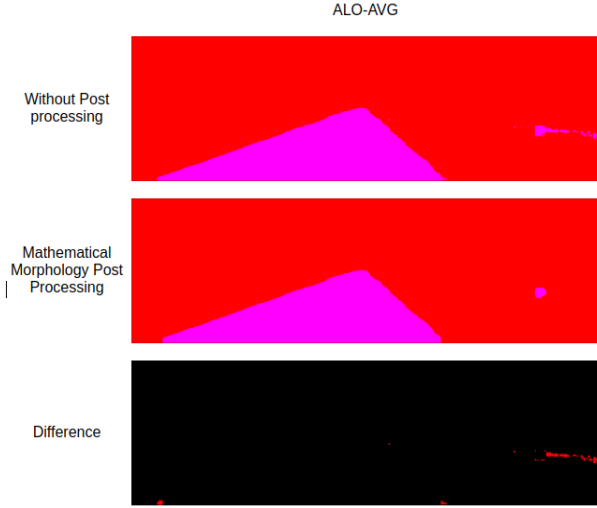 ALO-AVG
Without Post
processing
Mathematical
Morphology Post
Processing
Difference